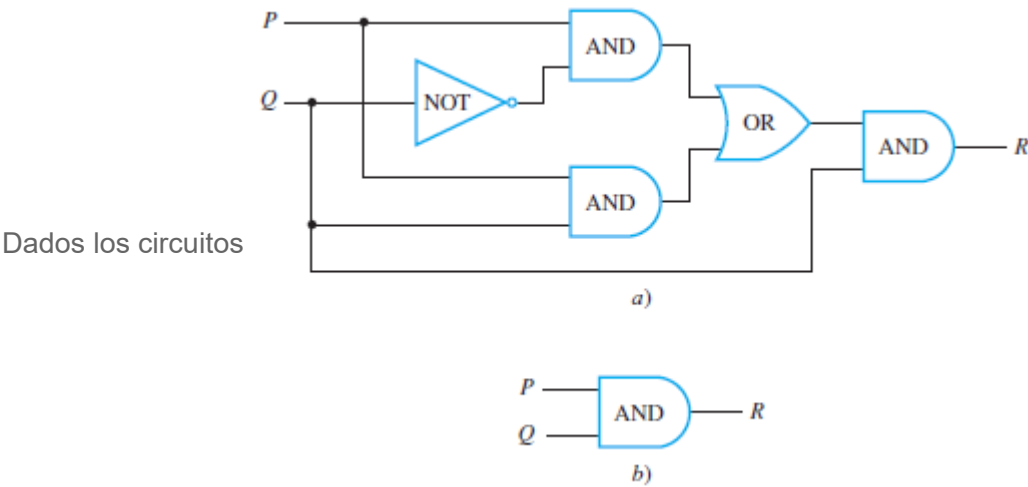 P
AND
Q
NOT
OR
AND
R
AND
Dados los circuitos
a)
P
AND
R
Q
b)